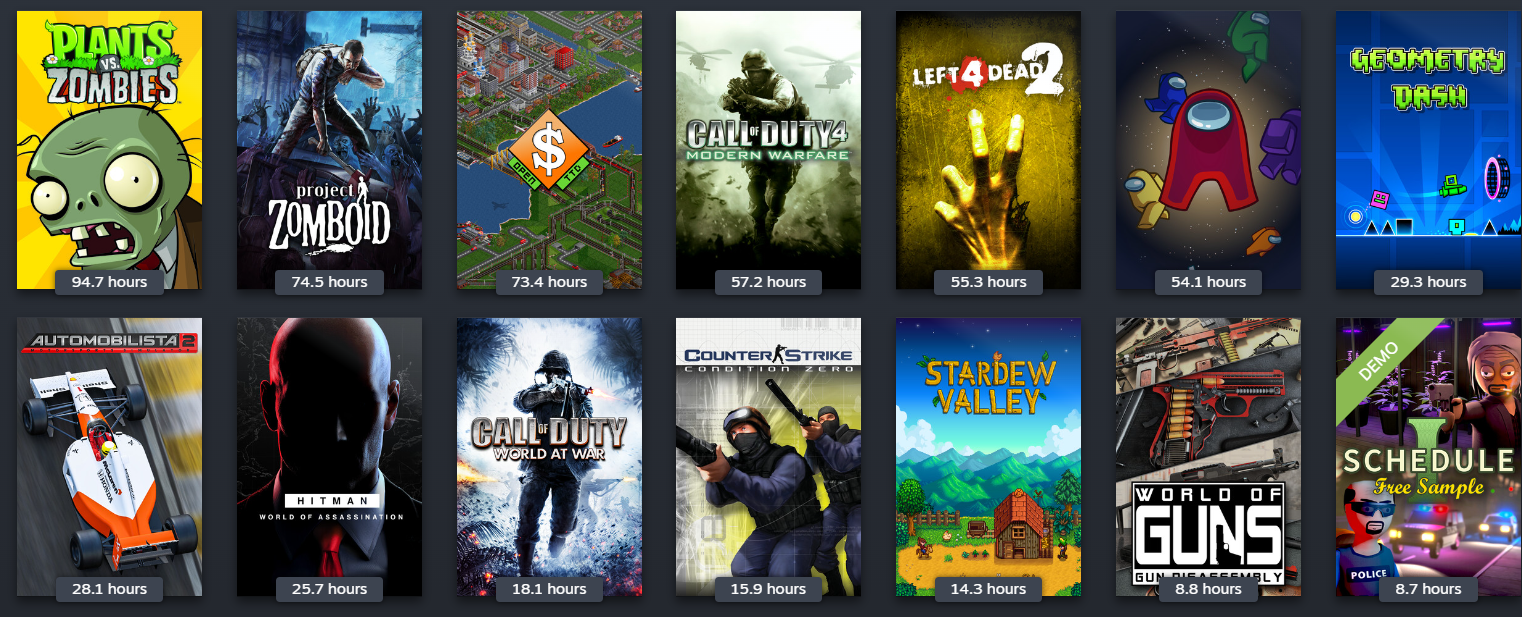 PLANTS
VS.
ZOMBIES
94.7 hours
project
ZOMBOID
74.5 hours
$
OPEN
TTD
73.4 hours
CALL OF DUTY 4
MODERN WARFARE
57.2 hours
LEFT 4 DEAD 2
55.3 hours
54.1 hours
GEOMETRY
DASH
29.3 hours
AUTOMOBILISTA 2
Shell
Shell
28.1 hours
HITMAN
WORLD OF ASSASSINATION
25.7 hours
CALL OF DUTY
WORLD AT WAR
18.1 hours
COUNTER STRIKE
CONDITION ZERO
15.9 hours
STARDEW
VALLEY
14.3 hours
WORLD OF
GUNS
GUN DISASSEMBLY
8.8 hours
DEMO
I
SCHEDULE
Free Sample
POLICE
8.7 hours